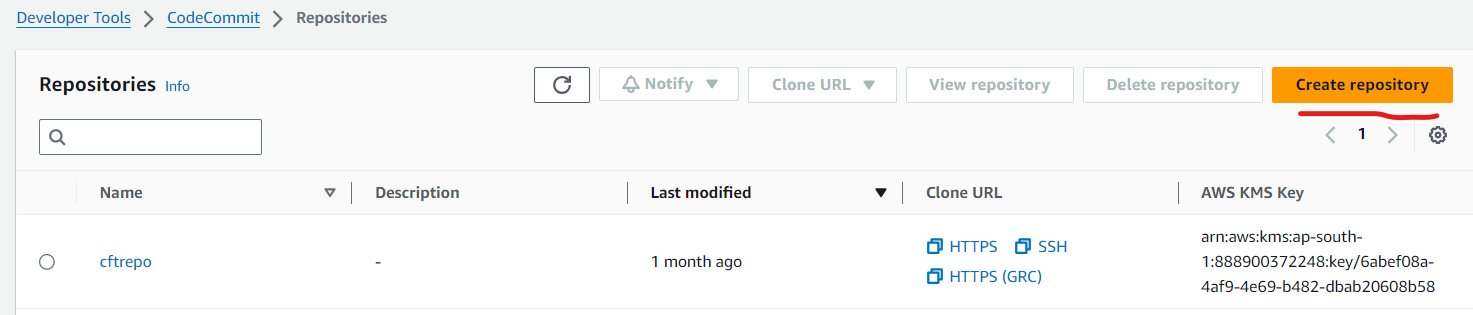 Developer Tools > CodeCommit > Repositories
Repositories Info
Notify Clone URL View repository Delete repository Create repository
1
Name Description Last modified Clone URL AWS KMS Key
cftrepo - 1 month ago
HTTPS SSH
HTTPS (GRC)
arn:aws:kms:ap-south-
1:888900372248:key/6abef08a-
4af9-4e69-b482-dbab20608b58